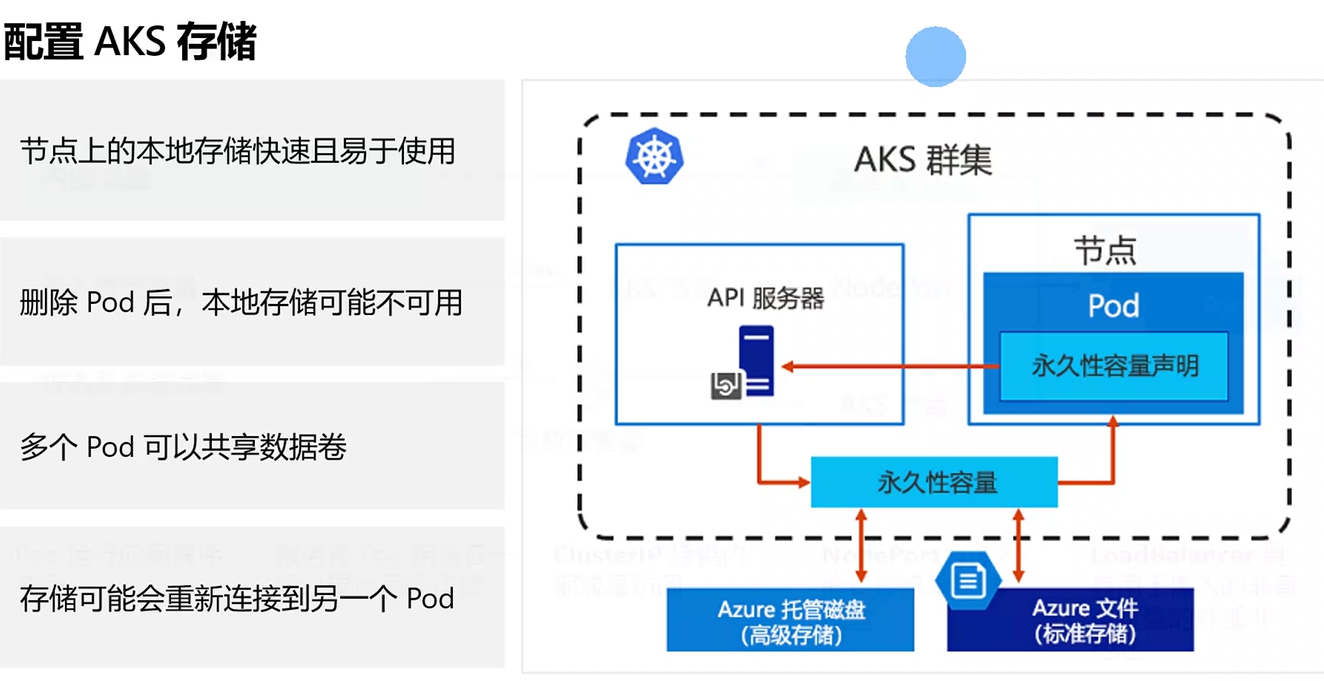 配置 AKS 存储
节点上的本地存储快速且易于使用
删除 Pod 后，本地存储可能不可用
多个 Pod 可以共享数据卷
存储可能会重新连接到另一个 Pod
AKS 群集
节点
Pod
永久性容量声明
API 服务器
永久性容量
Azure 托管磁盘
（高级存储）
Azure 文件
（标准存储）
NodePort
ClusterIP
NodePort
LoadBalancer